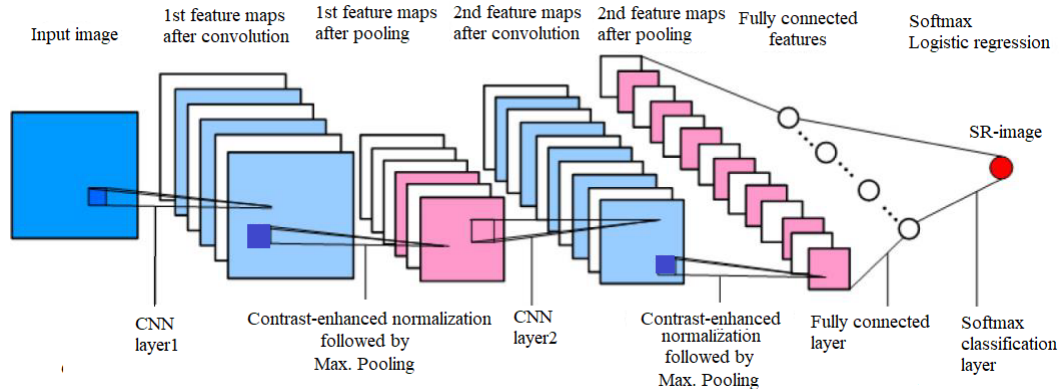 Input image
1st feature maps
after convolution
1st feature maps
after pooling
2nd feature maps
after convolution
2nd feature maps
after pooling
Fully connected
features
Softmax
Logistic regression
SR-image
CNN
layer1
Contrast-enhanced normalization
followed by
Max. Pooling
CNN
layer2
Contrast-enhanced
normalization
followed by
Max. Pooling
Fully connected
layer
Softmax
classification
layer